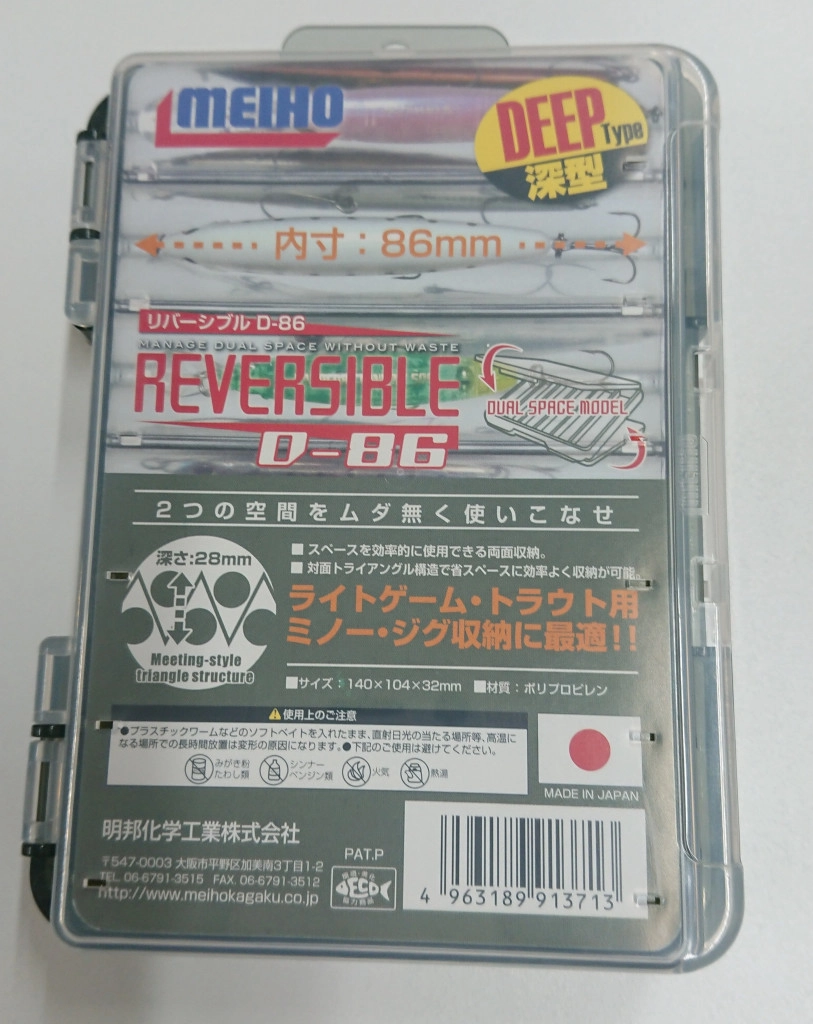 MEIHO
DEEP Type
深型
内寸：86mm
リバーシブル D-86
MANAGE DUAL SPACE WITHOUT WASTE
REVERSIBLE
D-86
DUAL SPACE MODEL
2つの空間をムダ無く使いこなせ
深さ:28mm
Meeting-style
triangle structure
■スペースを効率的に使用できる両面収納。
■対面トライアングル構造で省スペースに効率よく収納が可能。
ライトゲーム・トラウト用
ミノー・ジグ収納に最適!!
■サイズ：140×104×32mm ■材質：ポリプロピレン
⚠使用上のご注意
●プラスチックワームなどのソフトベイトを入れたまま、直射日光の当たる場所等、高温に
なる場所での長時間放置は変形の原因になります。●下記のご使用は避けてください。
みがき粉
たわし類
シンナー
ベンジン類
火気
熱湯
MADE IN JAPAN
明邦化学工業株式会社
〒547-0003 大阪市平野区加美南3丁目1-2
TEL. 06-6791-3515 FAX. 06-6791-3512
http://www.meihokagaku.co.jp
PAT.P
ECO
4 963189 913713
MEIHO